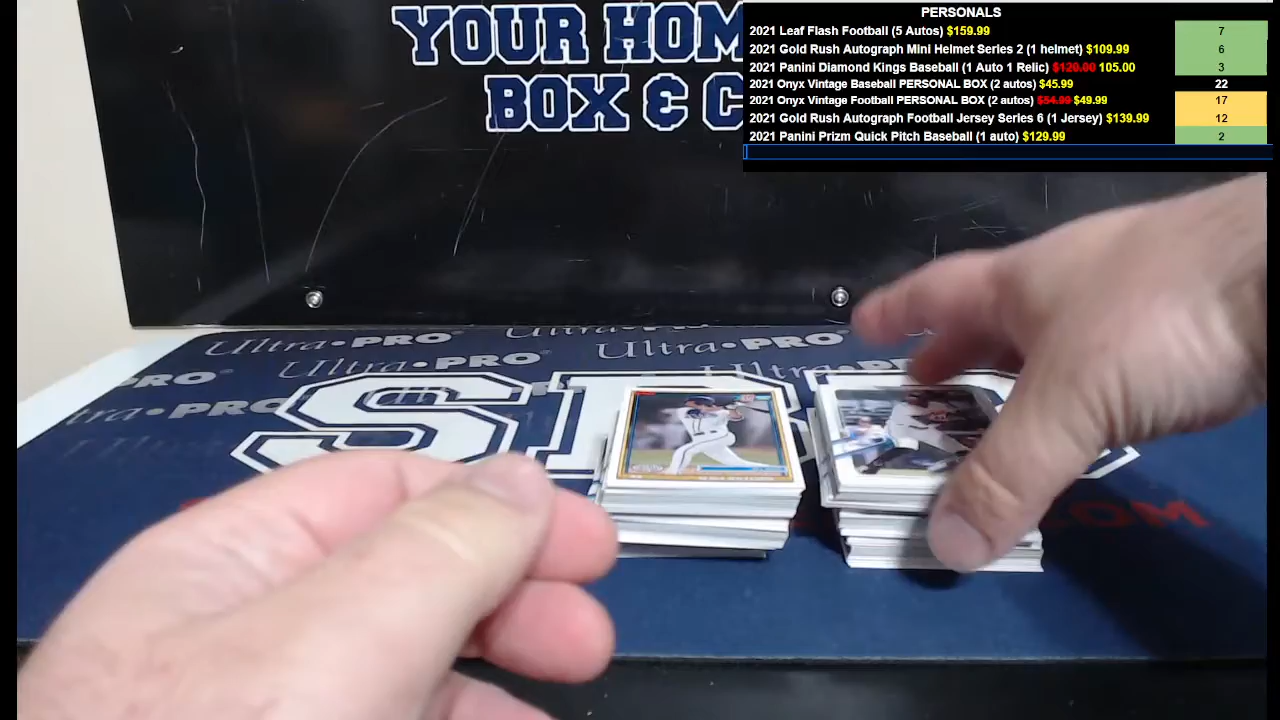 YOUR HOM
BOX & C
PERSONALS
2021 Leaf Flash Football (5 Autos) $159.99 7
2021 Gold Rush Autograph Mini Helmet Series 2 (1 helmet) $109.99 6
2021 Panini Diamond Kings Baseball (1 Auto 1 Relic) $120.00 105.00 3
2021 Onyx Vintage Baseball PERSONAL BOX (2 autos) $45.99 22
2021 Onyx Vintage Football PERSONAL BOX (2 autos) $54.99 $49.99 17
2021 Gold Rush Autograph Football Jersey Series 6 (1 Jersey) $139.99 12
2021 Panini Prizm Quick Pitch Baseball (1 auto) $129.99 2
Ultra•PRO
Ultra•PRO
Ultra•PRO
tra•PRO
PRO
OM